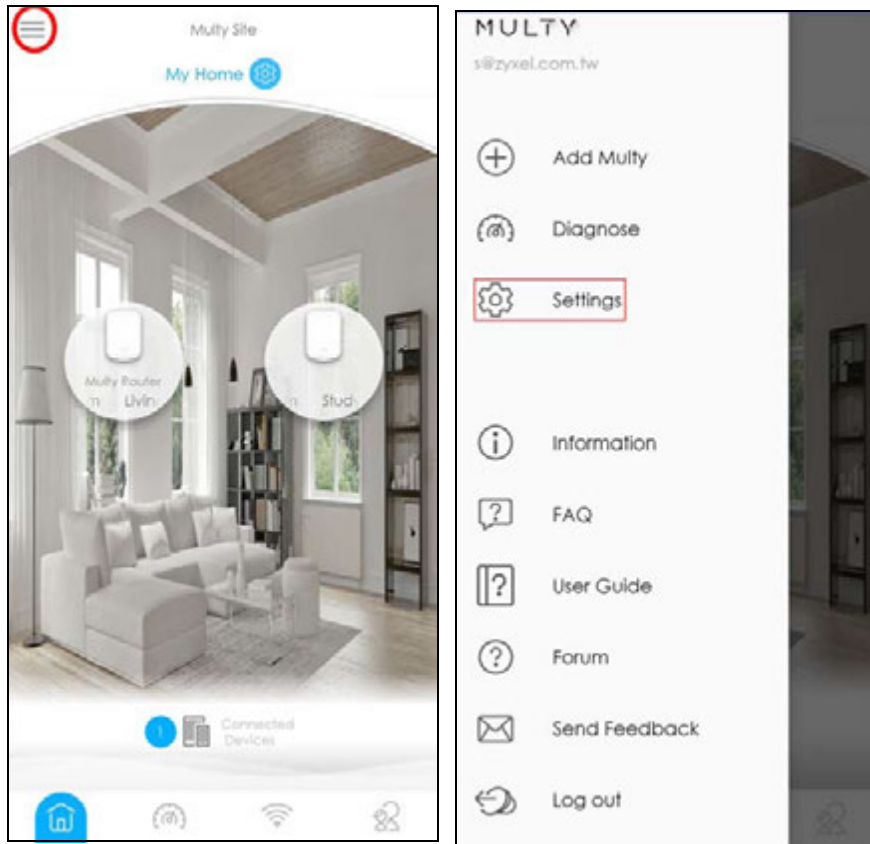 Multy Site
My Home
Multy Router
m Livin
m Stud
1 Connected
Devices
MULTY
s@zyxel.com.tw
Add Multy
Diagnose
Settings
Information
FAQ
User Guide
Forum
Send Feedback
Log out